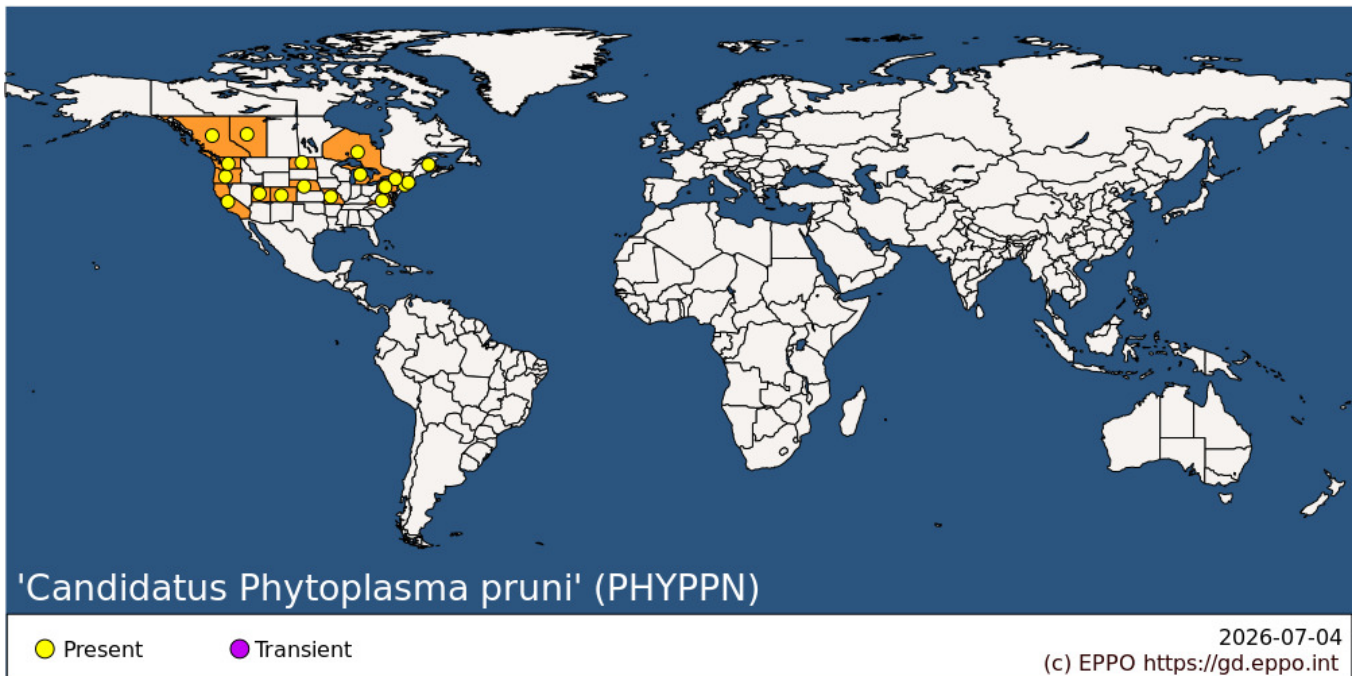 'Candidatus Phytoplasma pruni' (PHYPPN)
Present
Transient
2026-07-04
(c) EPPO https://gd.eppo.int